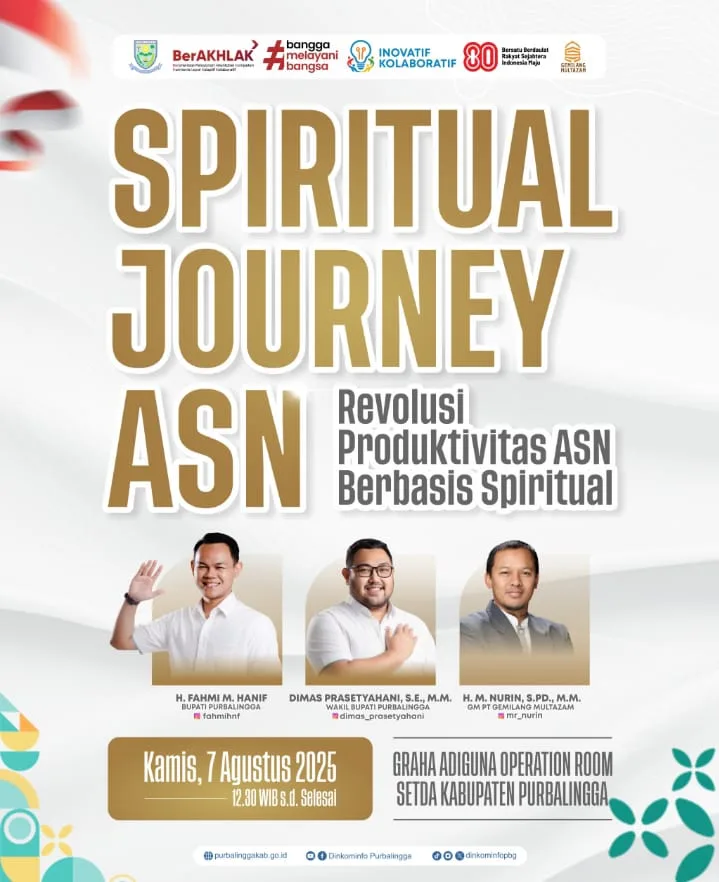 BerAKHLAK
#bangga
melayani
bangsa
INOVATIF
KOLABORATIF
80
Bersatu Berdaulat
Rakyat Sejahtera
Indonesia Maju
GEMILANG
MULTAZAM
SPIRITUAL
JOURNEY
ASN
Revolusi
Produktivitas ASN
Berbasis Spiritual
H. FAHMI M. HANIF
BUPATI PURBALINGGA
fahmihnf
DIMAS PRASETYAHANI, S.E., M.M.
WAKIL BUPATI PURBALINGGA
dimas_prasetyahani
H. M. NURIN, S.PD., M.M.
GM PT GEMILANG MULTAZAM
mr_nurin
Kamis, 7 Agustus 2025
12.30 WIB s.d. Selesai
GRAHA ADIGUNA OPERATION ROOM
SETDA KABUPATEN PURBALINGGA
purbalinggakab.go.id
Dinkominfo Purbalingga
dinkominfopbg